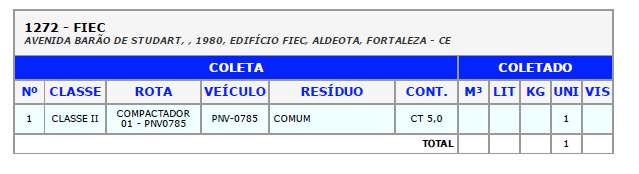 1272 - FIEC
AVENIDA BARÃO DE STUDART, , 1980, EDIFÍCIO FIEC, ALDEOTA, FORTALEZA - CE
COLETA COLETADO
Nº CLASSE ROTA VEÍCULO RESÍDUO CONT. M³ LIT KG UNI VIS
1 CLASSE II COMPACTADOR 01 - PNV0785 PNV-0785 COMUM CT 5,0 1
TOTAL 1